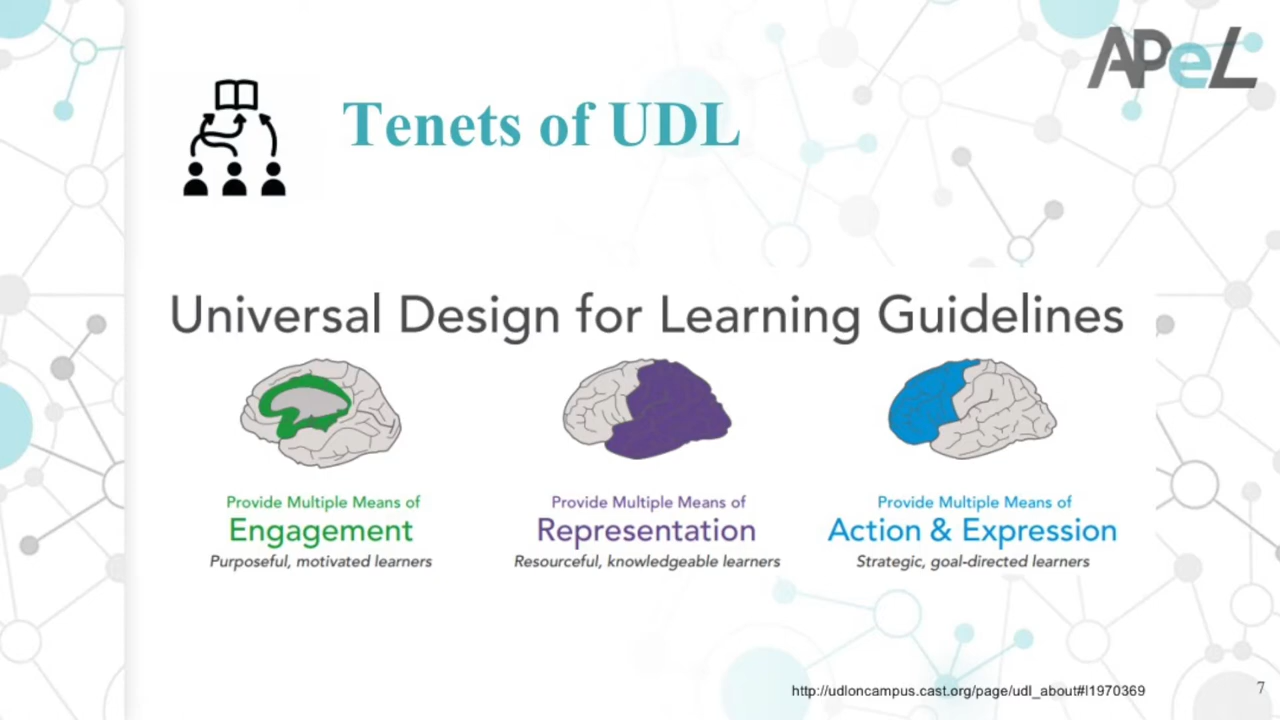 APeL
Tenets of UDL
Universal Design for Learning Guidelines
Provide Multiple Means of
Engagement
Purposeful, motivated learners
Provide Multiple Means of
Representation
Resourceful, knowledgeable learners
Provide Multiple Means of
Action & Expression
Strategic, goal-directed learners
http://udloncampus.cast.org/page/udl_about#l1970369
7